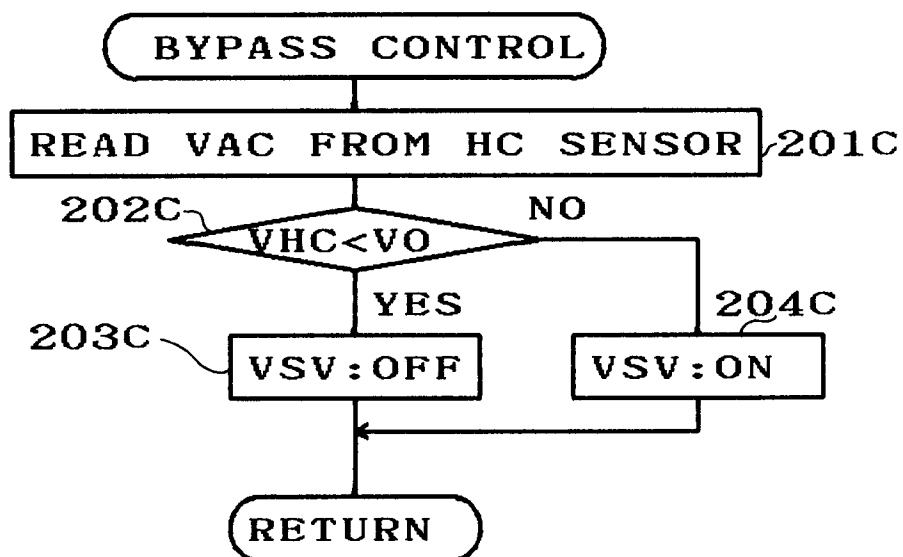 BYPASS CONTROL
READ VAC FROM HC SENSOR
201C
202C
NO
VHC<VO
YES
204C
203C
VSV:OFF
VSV:ON
RETURN